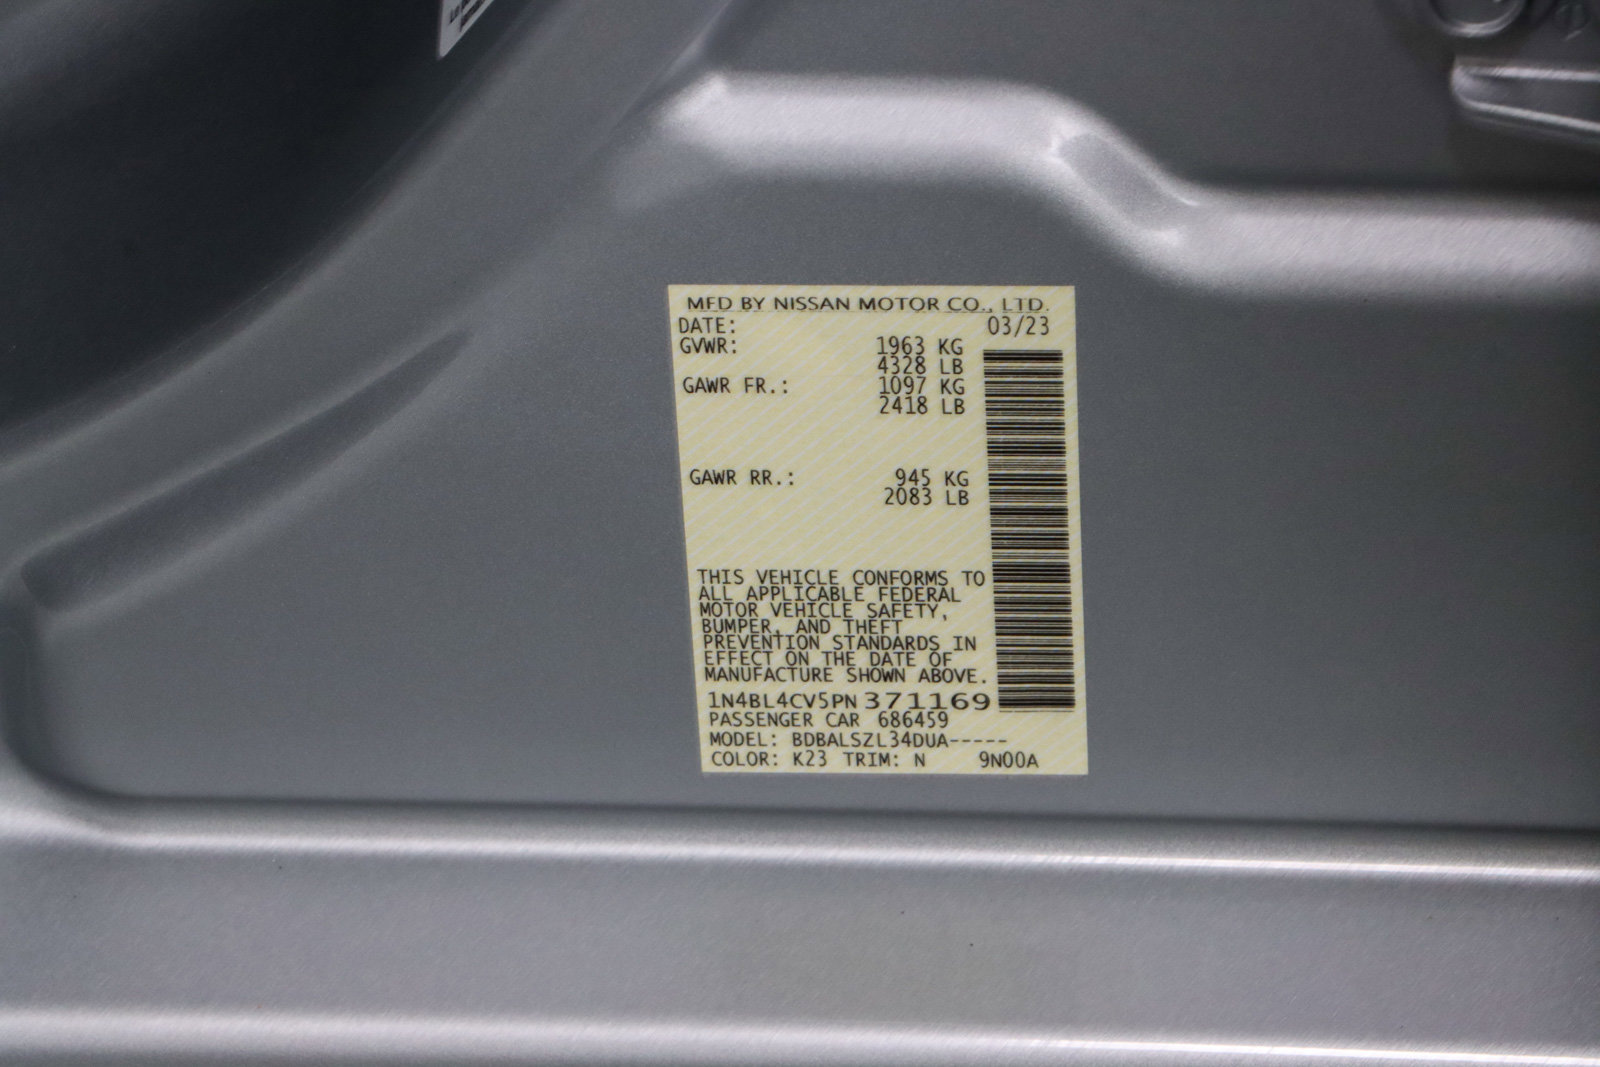 MFD BY NISSAN MOTOR CO., LTD.
DATE: 03/23
GVWR: 1963 KG
4328 LB
GAWR FR.: 1097 KG
2418 LB
GAWR RR.: 945 KG
2083 LB
THIS VEHICLE CONFORMS TO
ALL APPLICABLE FEDERAL
MOTOR VEHICLE SAFETY,
BUMPER, AND THEFT
PREVENTION STANDARDS IN
EFFECT ON THE DATE OF
MANUFACTURE SHOWN ABOVE.
1N4BL4CV5PN371169
PASSENGER CAR 686459
MODEL: BDBALSZL34DUA-----
COLOR: K23 TRIM: N 9N00A